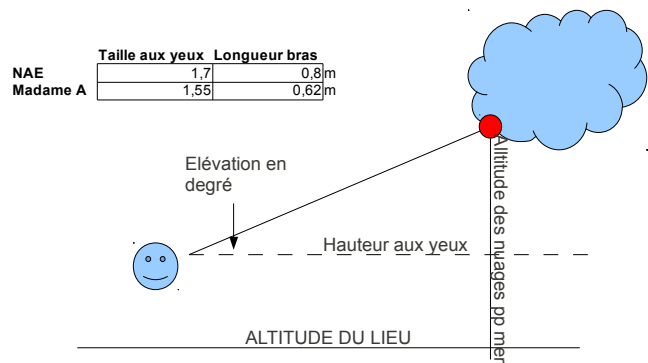 Taille aux yeux Longueur bras
NAE 1,7 0,8 m
Madame A 1,55 0,62 m
Elévation en
degré
Hauteur aux yeux
Alltitude des nuages pp mer
ALTITUDE DU LIEU